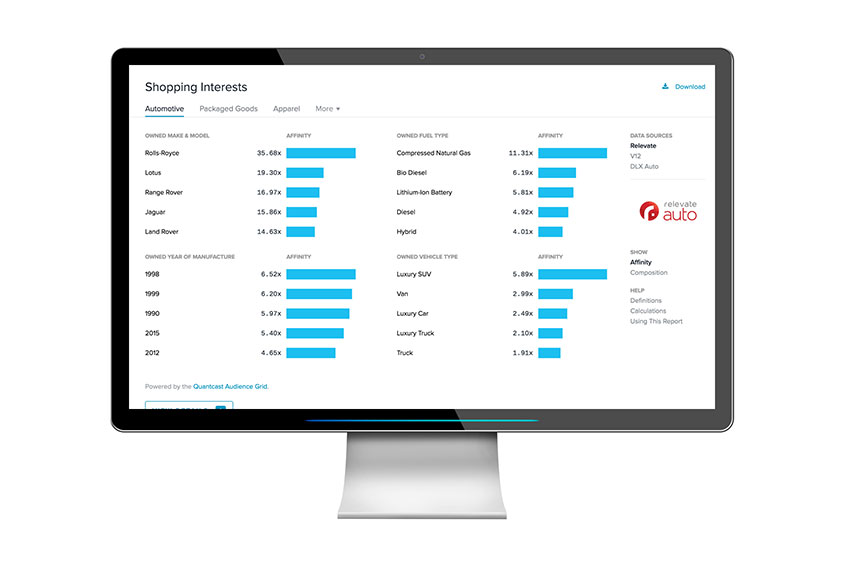 Shopping Interests
Download
Automotive Packaged Goods Apparel More
OWNED MAKE & MODEL AFFINITY
Rolls-Royce 35.68x
Lotus 19.30x
Range Rover 16.97x
Jaguar 15.86x
Land Rover 14.63x
OWNED FUEL TYPE AFFINITY
Compressed Natural Gas 11.31x
Bio Diesel 6.19x
Lithium-Ion Battery 5.81x
Diesel 4.92x
Hybrid 4.01x
OWNED YEAR OF MANUFACTURE AFFINITY
1998 6.52x
1999 6.20x
1990 5.97x
2015 5.40x
2012 4.65x
OWNED VEHICLE TYPE AFFINITY
Luxury SUV 5.89x
Van 2.99x
Luxury Car 2.49x
Luxury Truck 2.10x
Truck 1.91x
DATA SOURCES
Relevate
V12
DLX Auto
relevate
auto
SHOW
Affinity
Composition
HELP
Definitions
Calculations
Using This Report
Powered by the Quantcast Audience Grid.